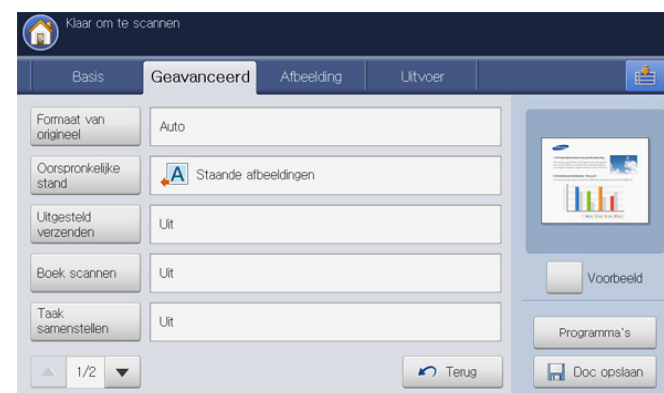 Klaar om te scannen
Basis
Geavanceerd
Afbeelding
Uitvoer
Formaat van
origineel
Auto
Oorspronkelijke
stand
A
Staande afbeeldingen
Uitgesteld
verzenden
Uit
Boek scannen
Uit
Taak
samenstellen
Uit
1/2
Terug
Voorbeeld
Programma's
Doc opslaan